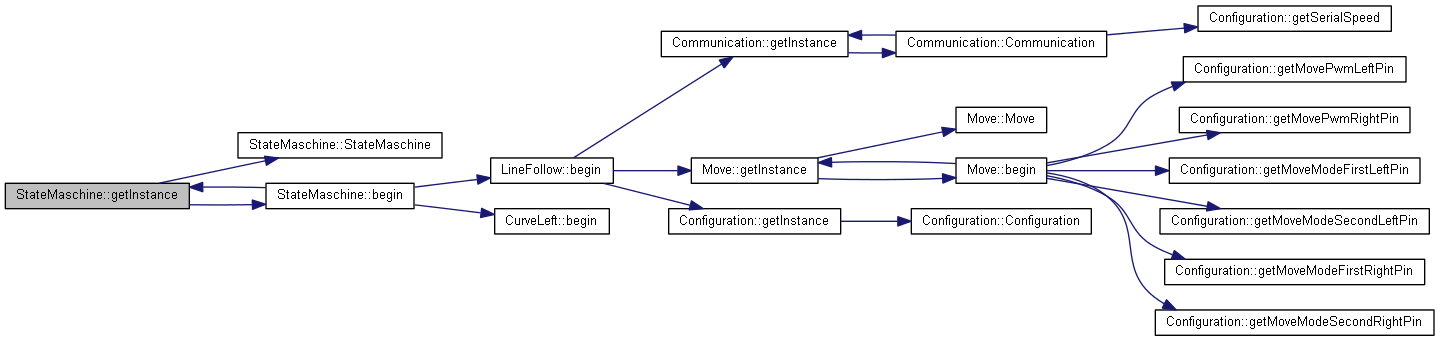 Configuration::getSerialSpeed
Communication::getInstance
Communication::Communication
Configuration::getMovePwmLeftPin
Move::Move
Configuration::getMovePwmRightPin
StateMaschine::StateMaschine
LineFollow::begin
Move::getInstance
Move::begin
Configuration::getMoveModeFirstLeftPin
StateMaschine::getInstance
StateMaschine::begin
CurveLeft::begin
Configuration::getInstance
Configuration::Configuration
Configuration::getMoveModeSecondLeftPin
Configuration::getMoveModeFirstRightPin
Configuration::getMoveModeSecondRightPin